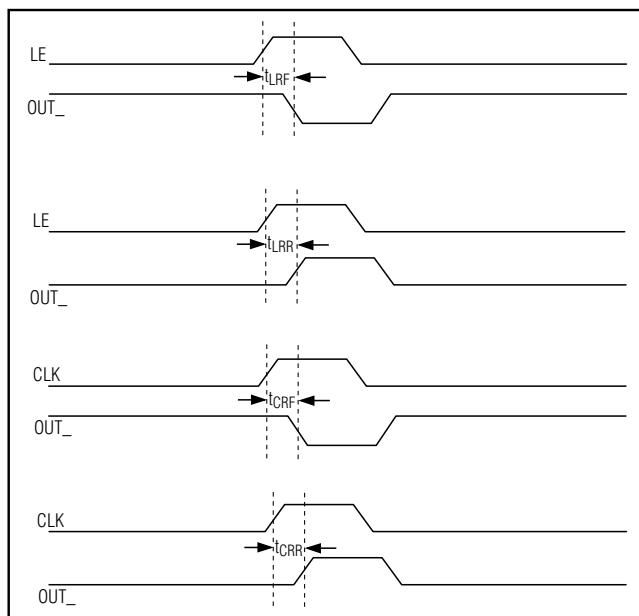 LE
tLRF
OUT_
LE
tLRR
OUT_
CLK
tCRF
OUT_
CLK
tCRR
OUT_